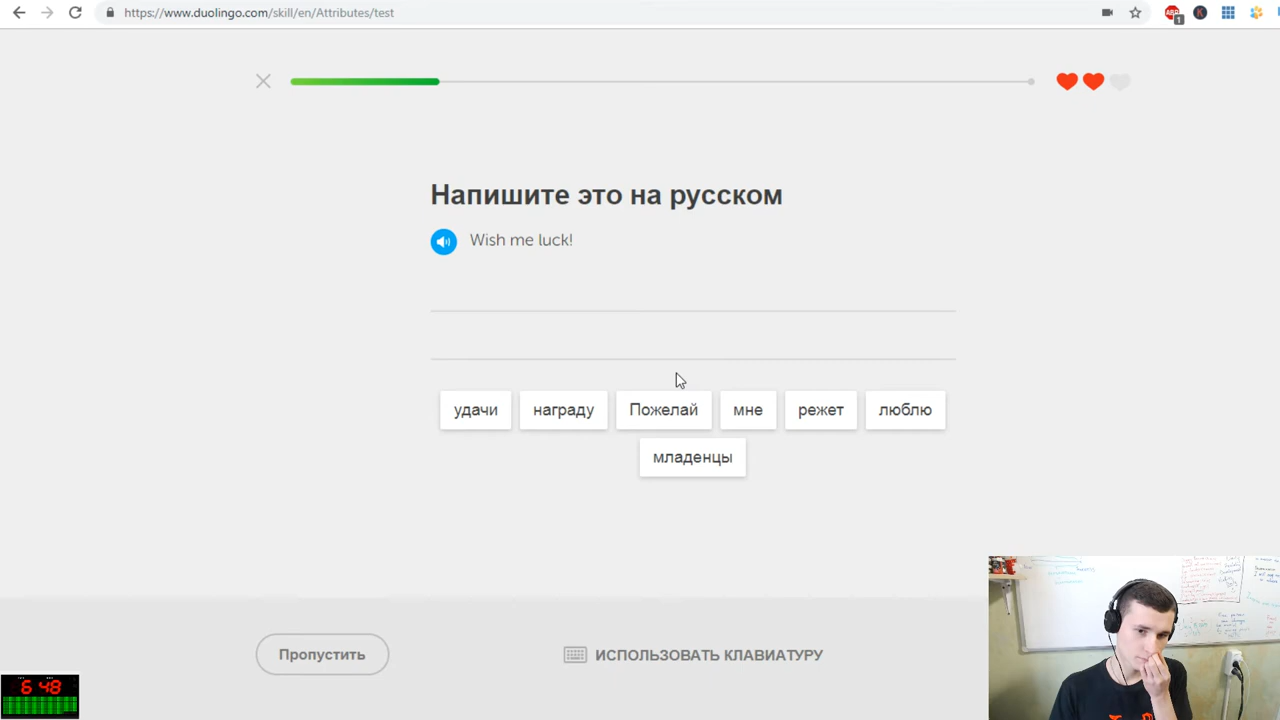 https://www.duolingo.com/skill/en/Attributes/test
Напишите это на русском
Wish me luck!
удачи награду Пожелай мне режет люблю
младенцы
Пропустить ИСПОЛЬЗОВАТЬ КЛАВИАТУРУ
6 48